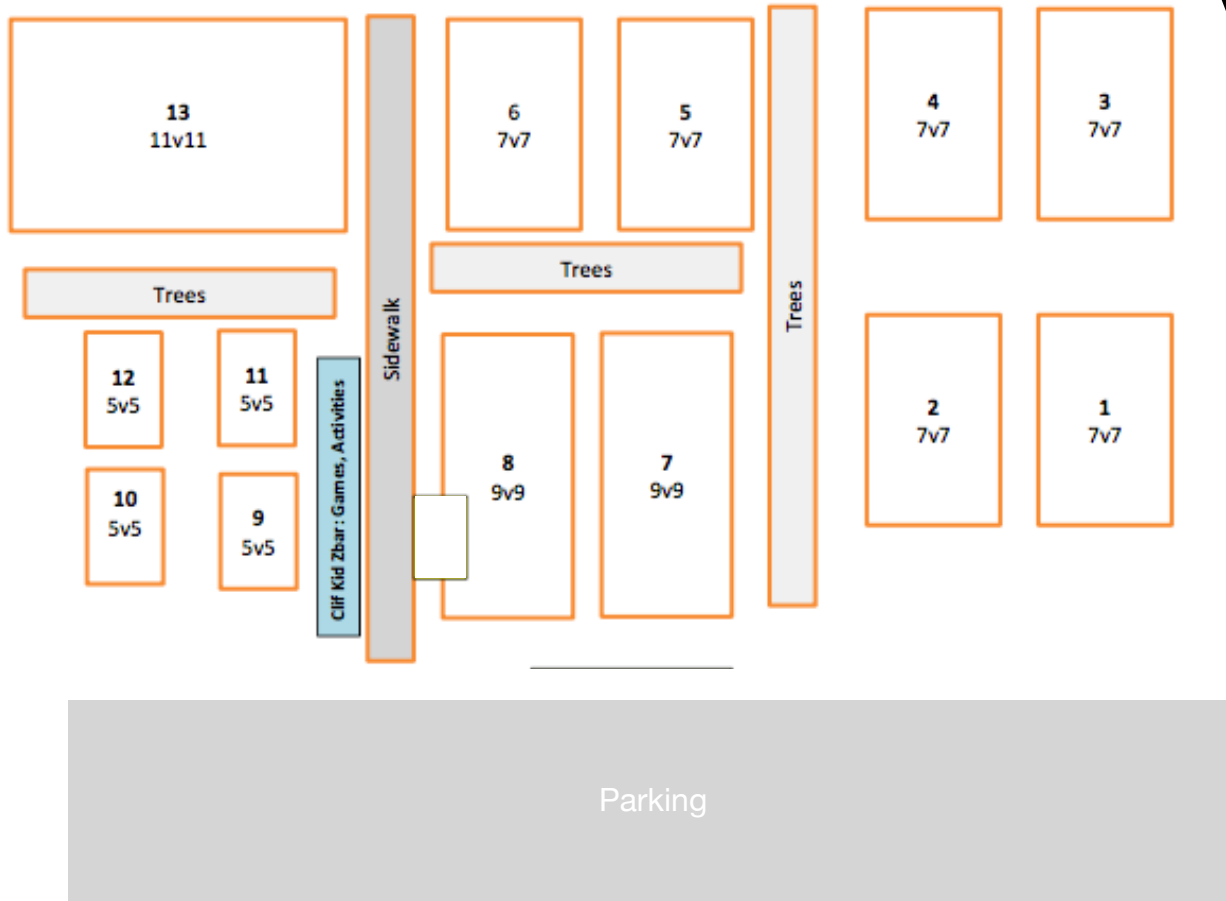 13
11v11
6
7v7
5
7v7
4
7v7
3
7v7
Trees
Trees
Sidewalk
Trees
12
5v5
11
5v5
Clif Kid Zbar: Games, Activities
10
5v5
9
5v5
8
9v9
7
9v9
2
7v7
1
7v7
Parking